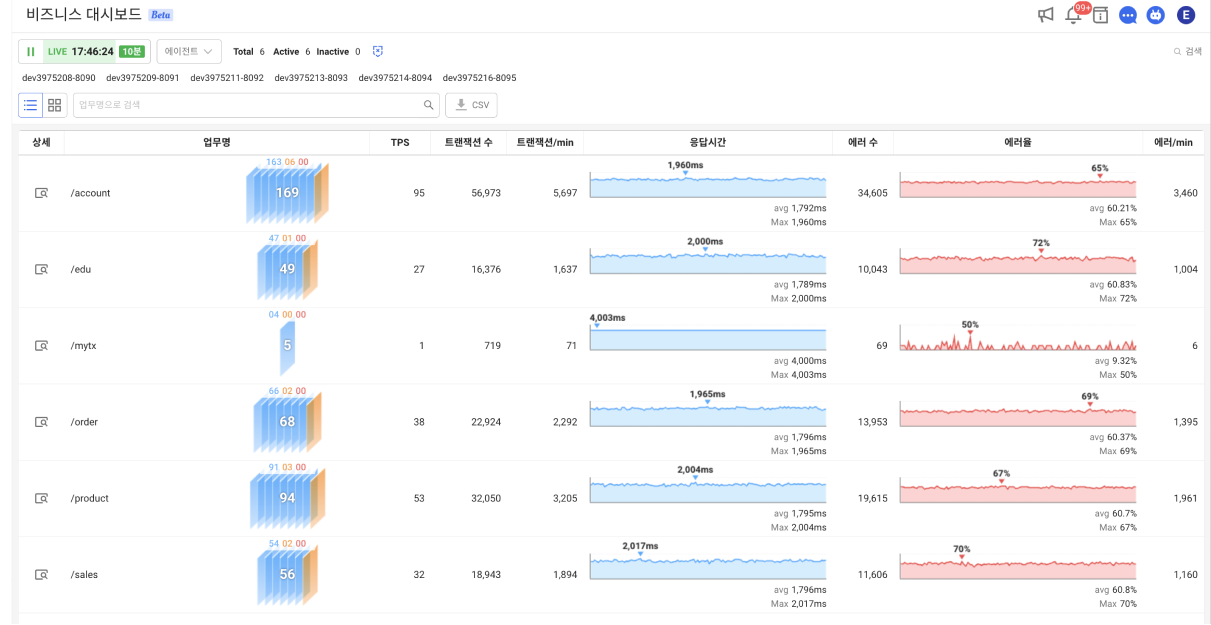 비즈니스 대시보드 Beta 99+ E
LIVE 17:46:24 10분 에이전트 Total 6 Active 6 Inactive 0 검색
dev3975208-8090 dev3975209-8091 dev3975211-8092 dev3975213-8093 dev3975214-8094 dev3975216-8095
업무명으로 검색 CSV
상세 업무명 TPS 트랜잭션 수 트랜잭션/min 응답시간 에러 수 에러율 에러/min
163 06 00 1,960ms 65%
/account 169 95 56,973 5,697 34,605 3,460
avg 1,792ms avg 60.21%
Max 1,960ms Max 65%
47 01 00 2,000ms 72%
/edu 49 27 16,376 1,637 10,043 1,004
avg 1,789ms avg 60.83%
Max 2,000ms Max 72%
04 00 00 4,003ms 50%
/mytx 5 1 719 71 69 6
avg 4,000ms avg 9.32%
Max 4,003ms Max 50%
66 02 00 1,965ms 69%
/order 68 38 22,924 2,292 13,953 1,395
avg 1,796ms avg 60.37%
Max 1,965ms Max 69%
91 03 00 2,004ms 67%
/product 94 53 32,050 3,205 19,615 1,961
avg 1,795ms avg 60.7%
Max 2,004ms Max 67%
54 02 00 2,017ms 70%
/sales 56 32 18,943 1,894 11,606 1,160
avg 1,796ms avg 60.8%
Max 2,017ms Max 70%